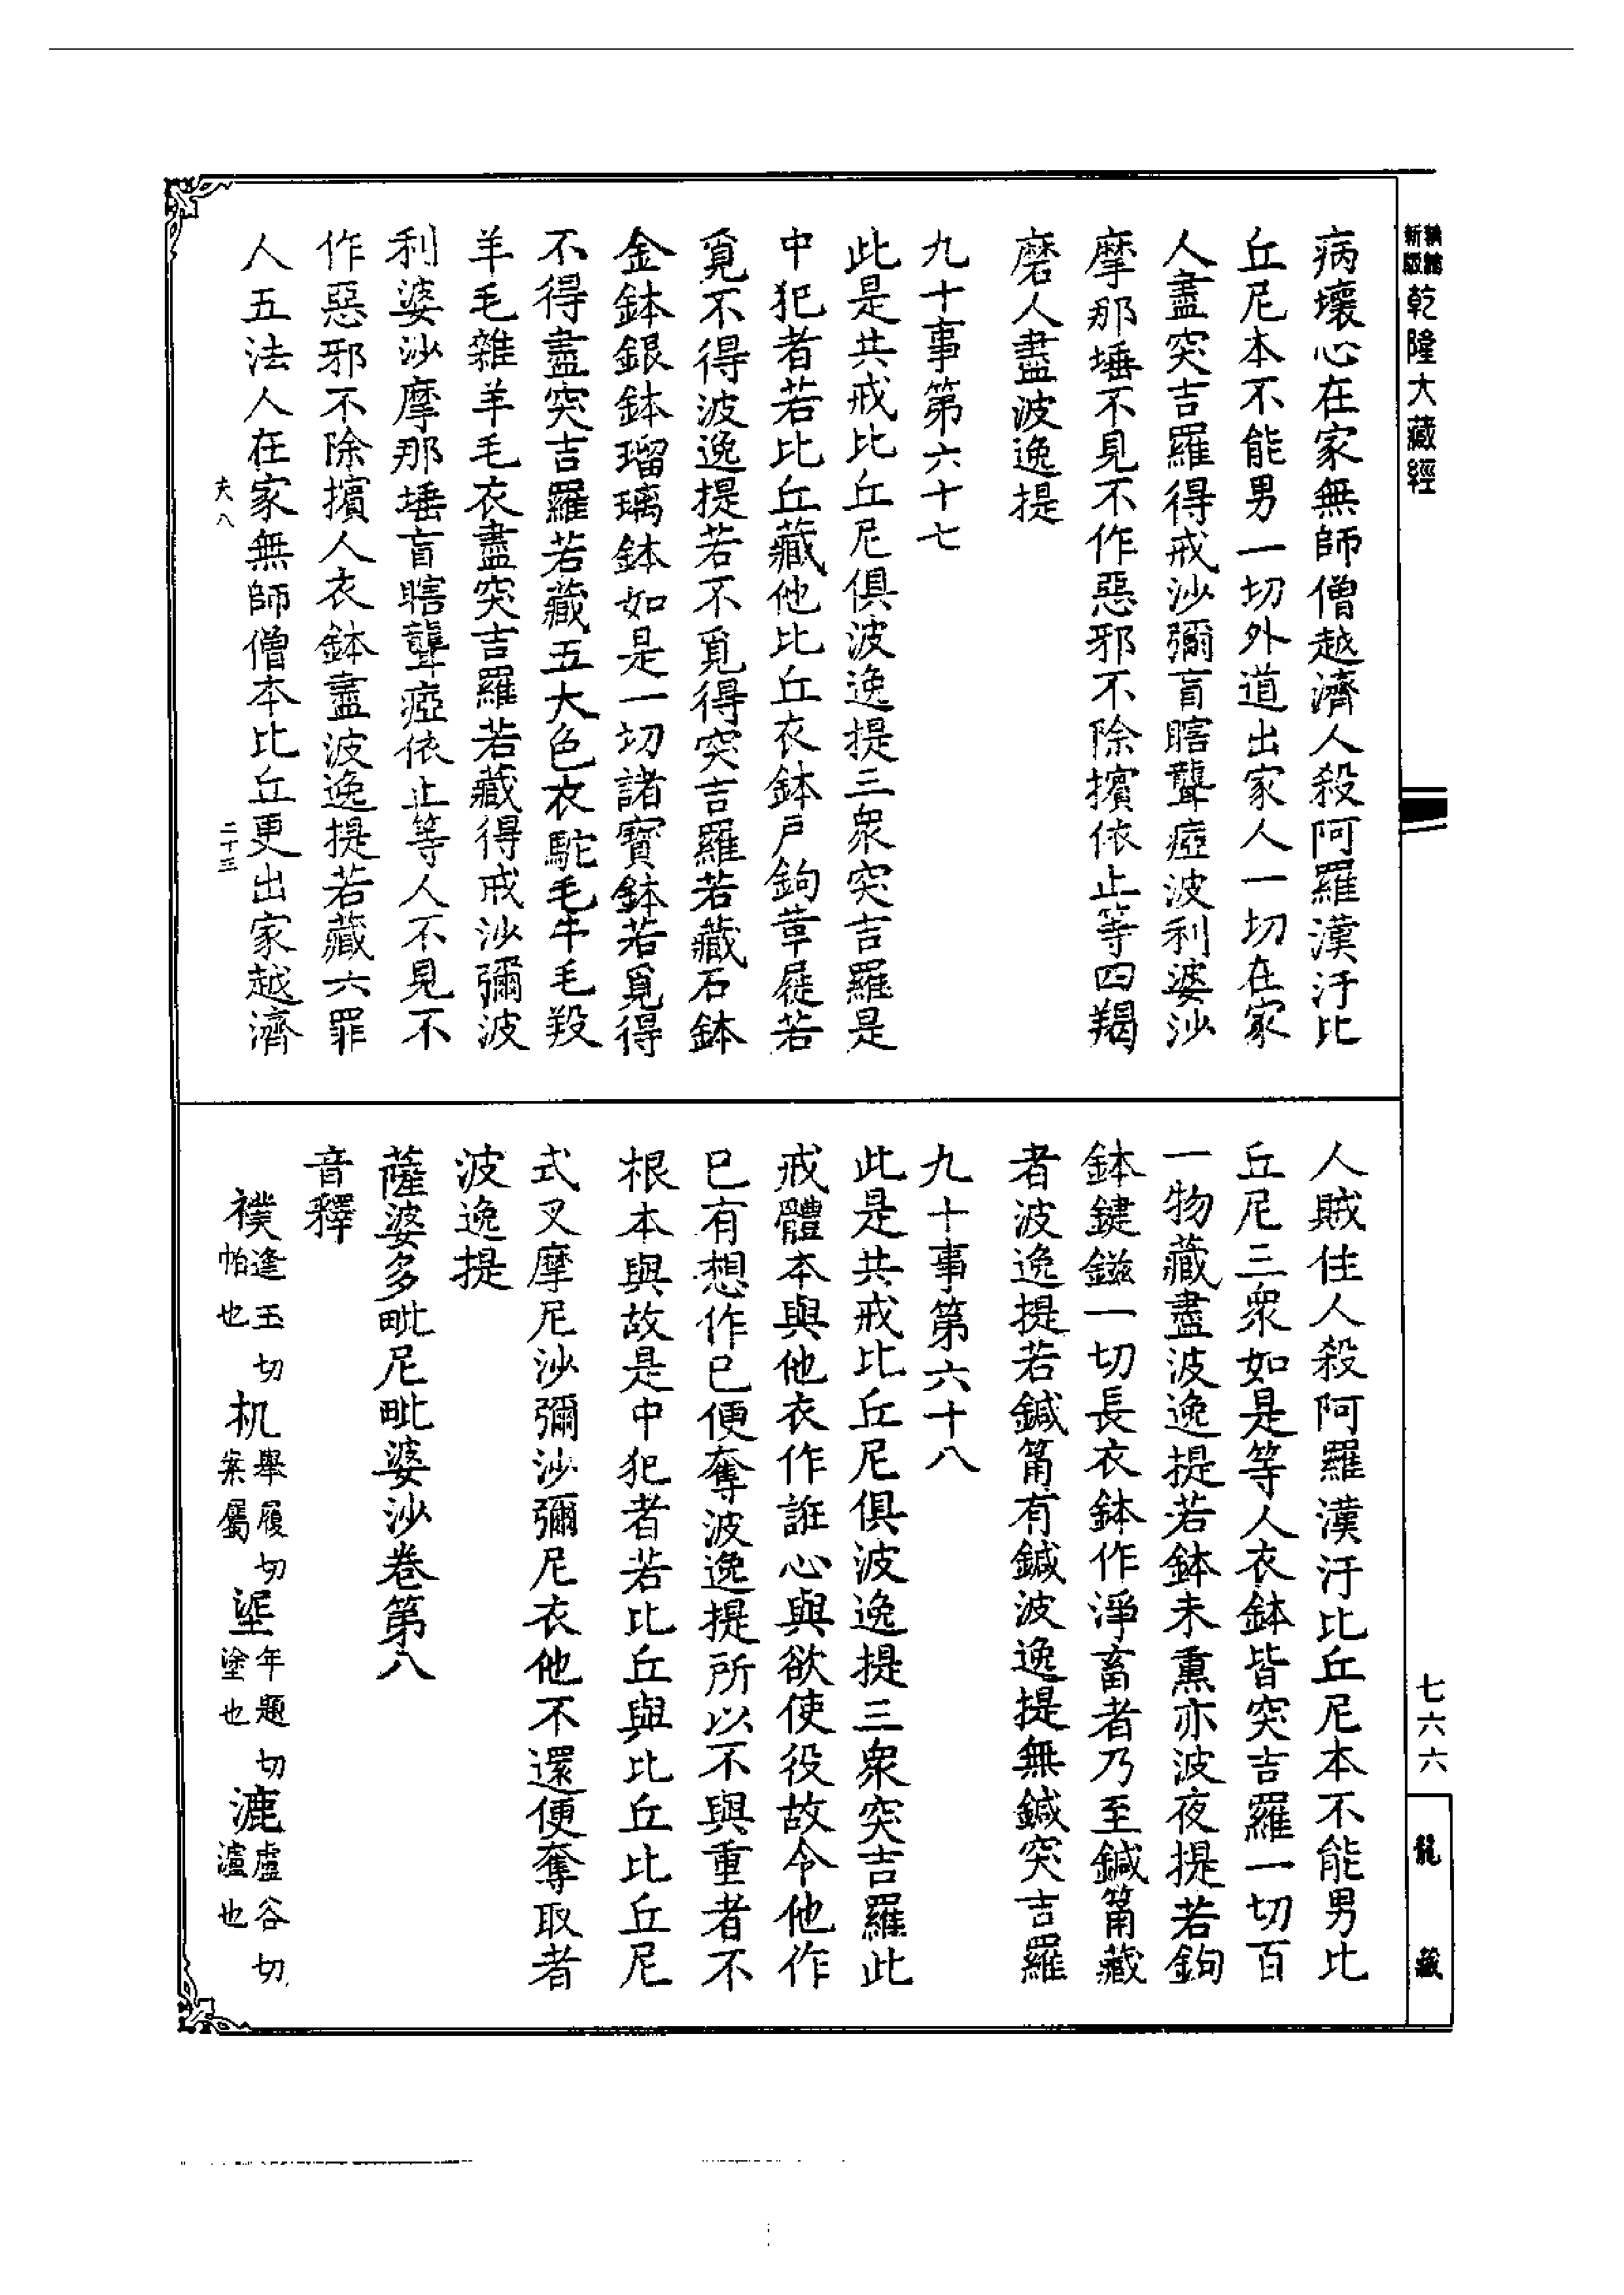 新版
乾隆大藏經
病壞心在家無師僧越濟人殺阿羅漢汙比
丘尼本不能男一切外道出家人一切在家
人盡突吉羅得戒沙彌盲瞎聾瘂波利婆沙
摩那埵不見不作惡邪不除擯依止等四羯
磨人盡波逸提
九十事第六十七
此是共戒比丘尼俱波逸提三眾突吉羅是
中犯者若比丘藏他比丘衣鉢戶鉤革屣若
覓不得波逸提若不覓得突吉羅若藏石鉢
金鉢銀鉢瑠璃鉢如是一切諸寶鉢若覓得
不得盡突吉羅若藏五大色衣駝毛牛毛羖
羊毛雜羊毛衣盡突吉羅若藏得戒沙彌波
利婆沙摩那埵盲瞎聾瘂依止等人不見不
作惡邪不除擯人衣鉢盡波逸提若藏六罪
人五法人在家無師僧本比丘更出家越濟
夫八
二十三
人賊住人殺阿羅漢汙比丘尼本不能男比
丘尼三眾如是等人衣鉢皆突吉羅一切百
一物藏盡波逸提若鉢未熏亦波夜提若鉤
鉢鍵鎡一切長衣鉢作淨畜者乃至鍼筩藏
者波逸提若鍼筩有鍼波逸提無鍼突吉羅
九十事第六十八
此是共戒比丘尼俱波逸提三眾突吉羅此
戒體本與他衣作誑心與欲使役故令他作
已有想作已便奪波逸提所以不與重者不
根本與故是中犯者若比丘與比丘比丘尼
式叉摩尼沙彌沙彌尼衣他不還便奪取者
波逸提
薩婆多毗尼毗婆沙卷第八
音釋
襆逢玉切帕也 机舉履切案屬 埿年題切塗也 漉盧谷切瀘也
七六六
龍藏